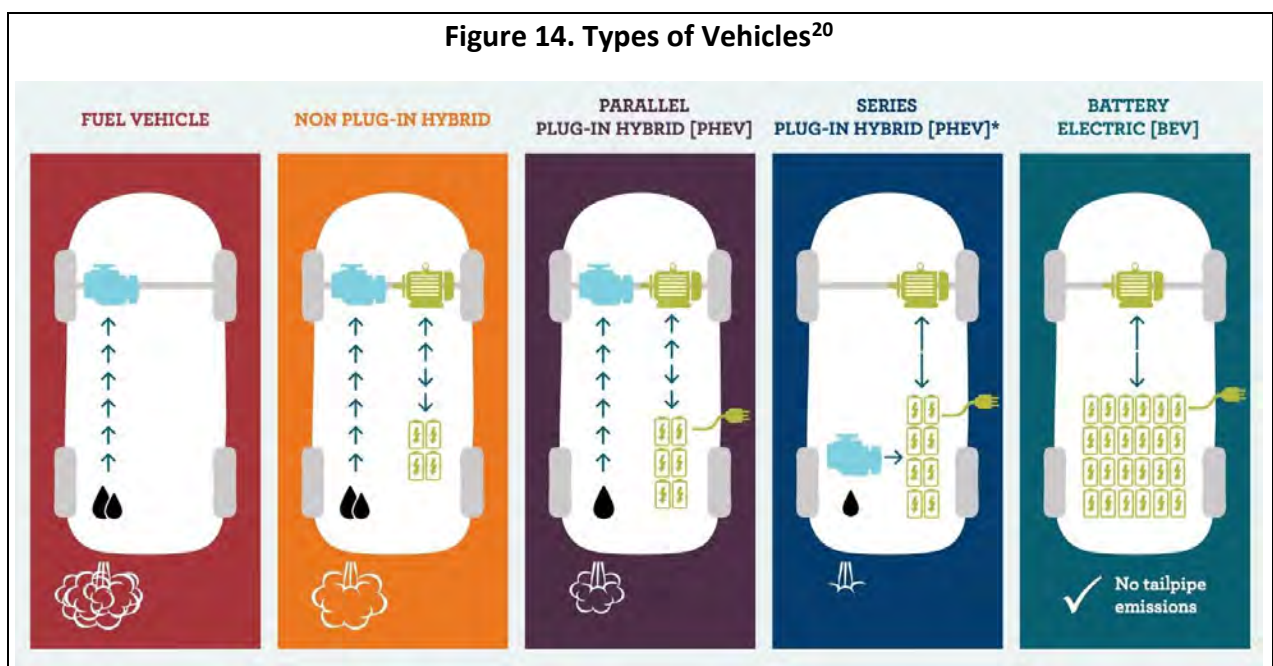 Figure 14. Types of Vehicles20
FUEL VEHICLE
NON PLUG-IN HYBRID
PARALLEL
PLUG-IN HYBRID [PHEV]
SERIES
PLUG-IN HYBRID [PHEV]*
BATTERY
ELECTRIC [BEV]
No tailpipe
emissions